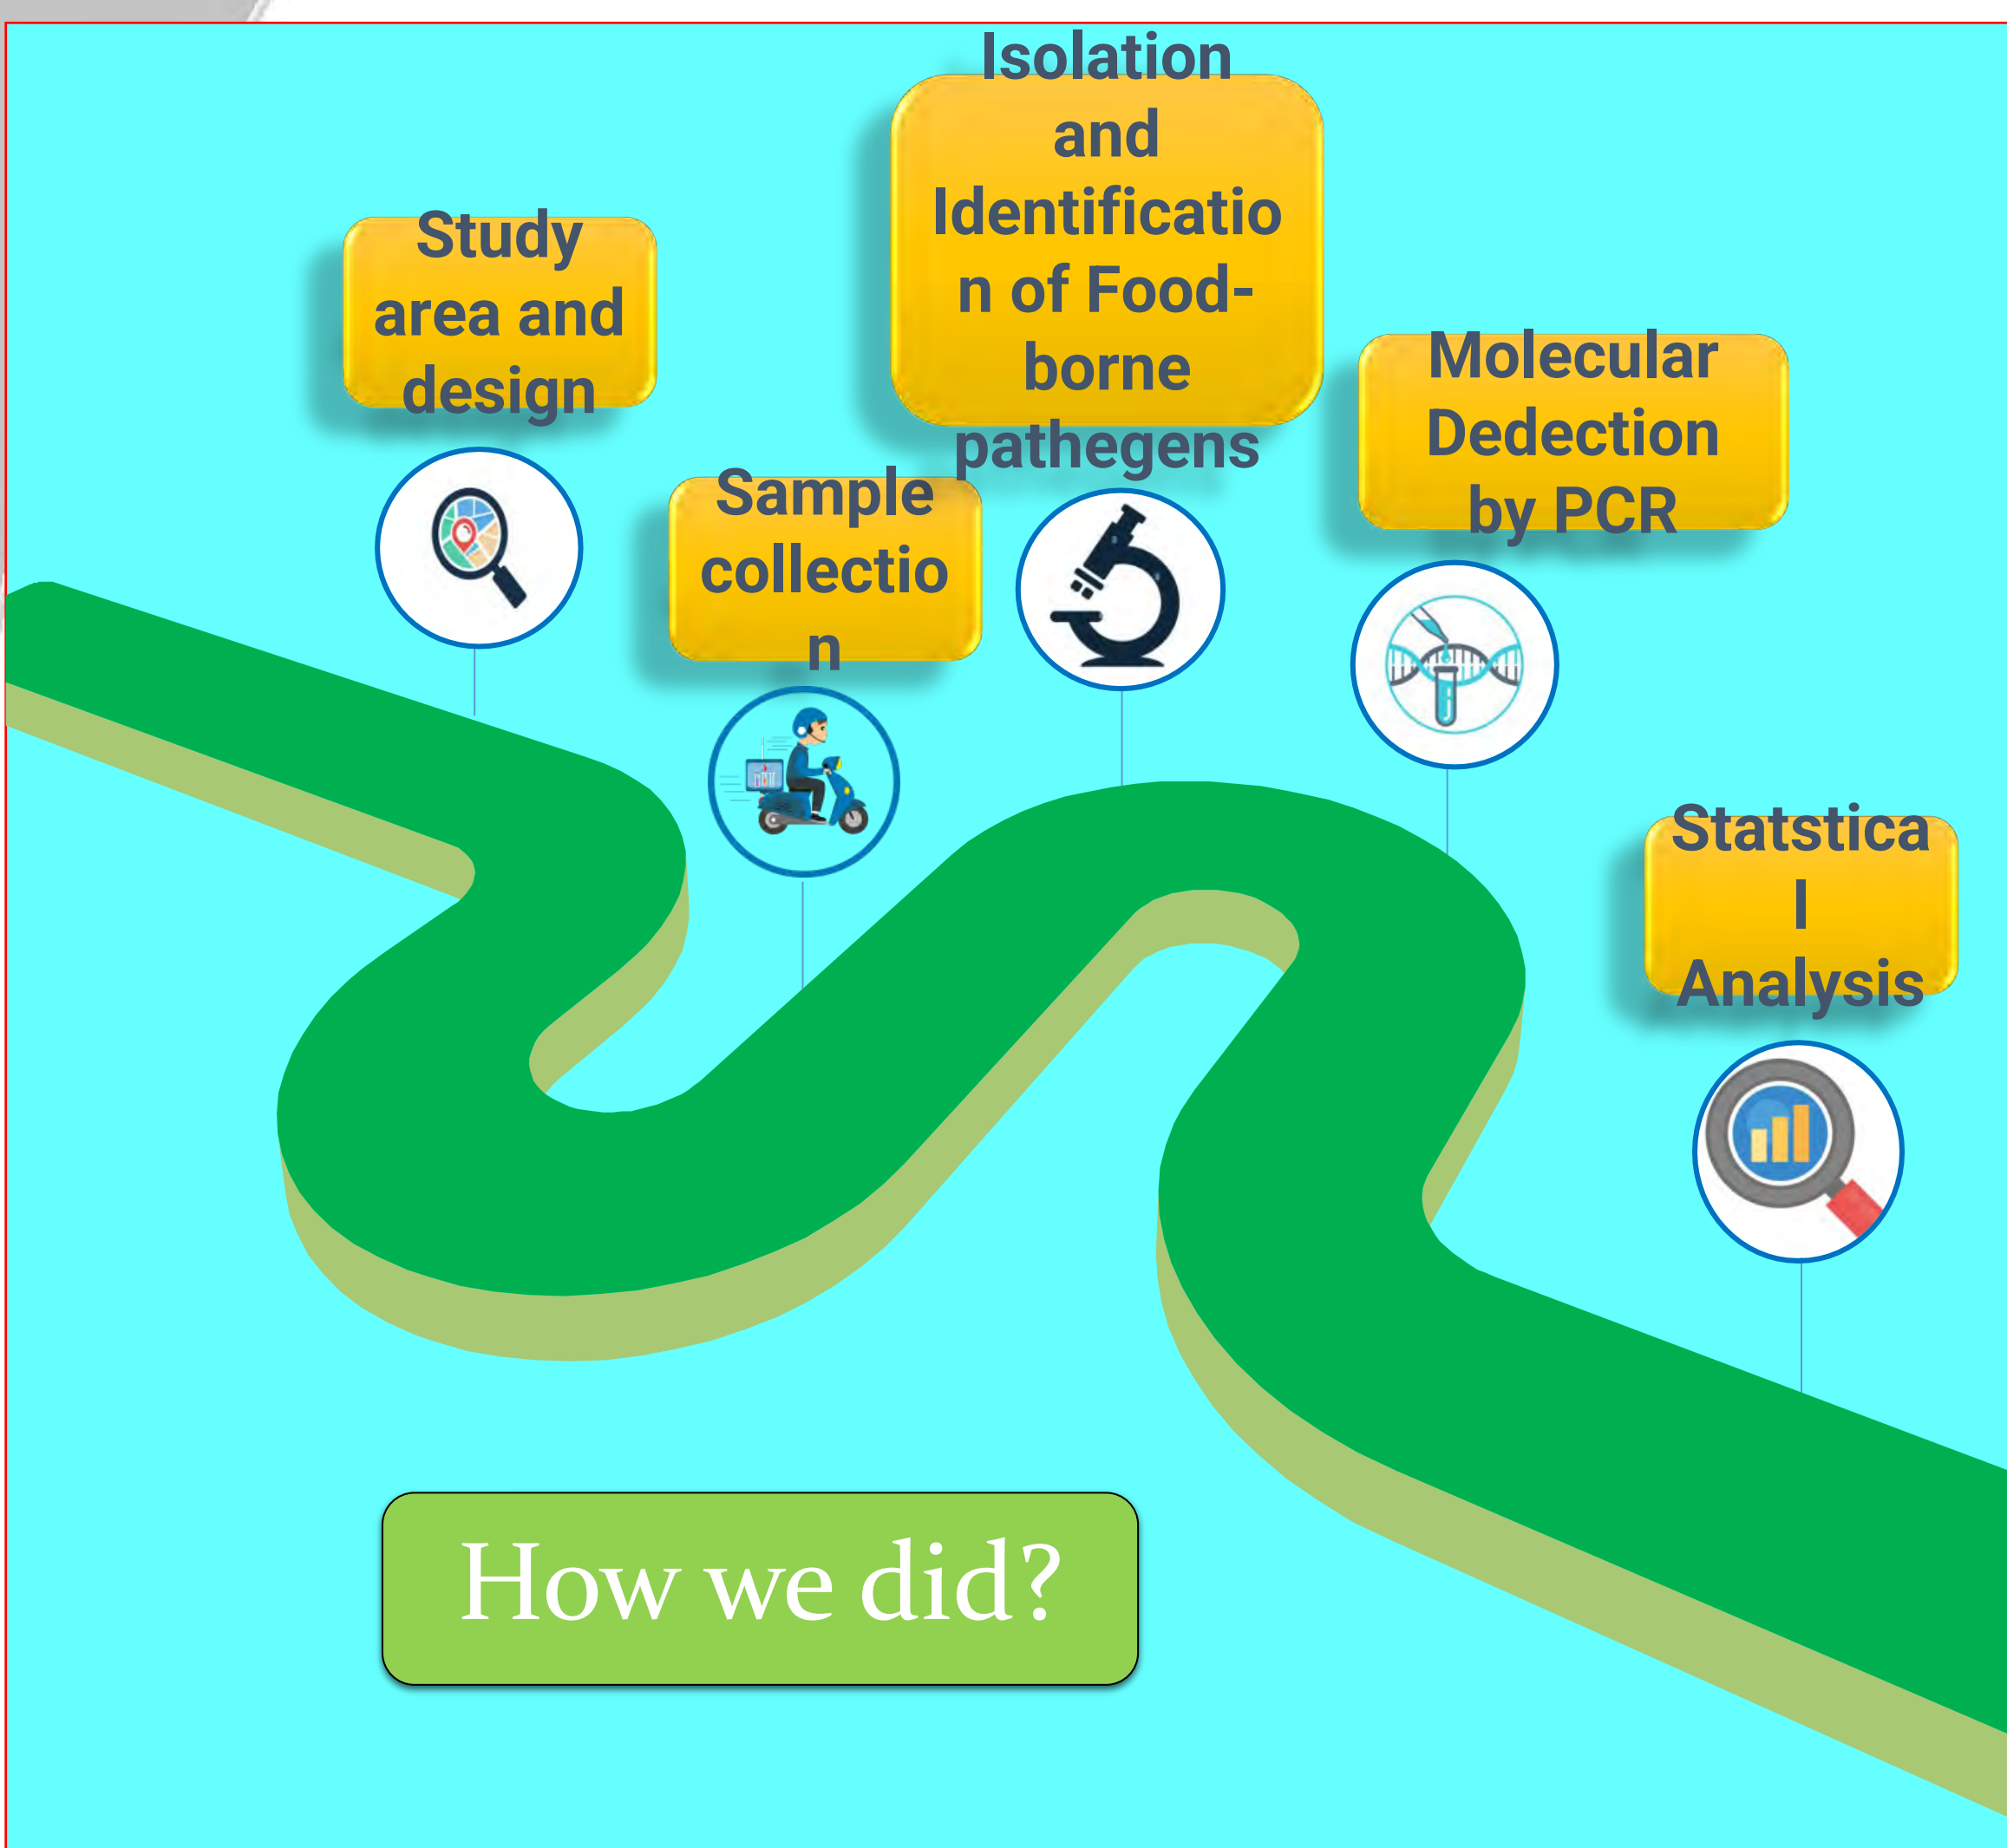 Study
area and
design
Sample
collectio
n
Isolation
and
Identificatio
n of Food-
borne
pathegens
Molecular
Dedection
by PCR
Statstica
l
Analysis
How we did?